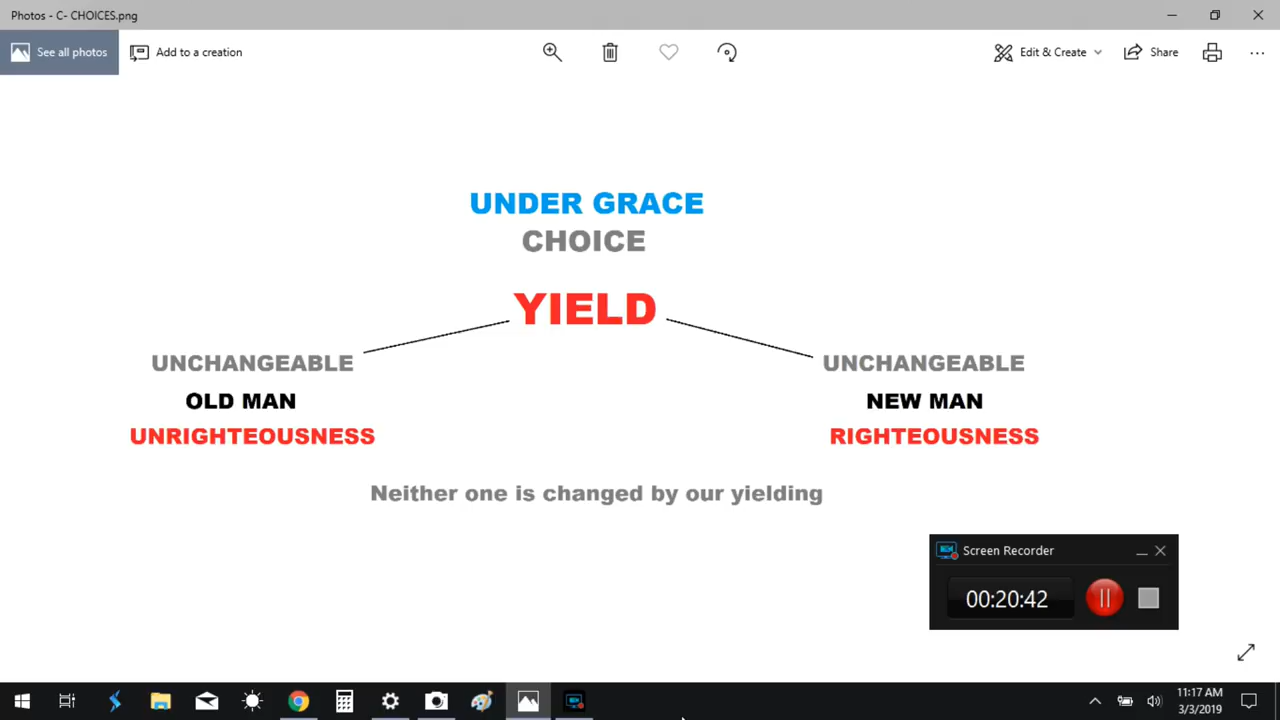 Photos - C- CHOICES.png
See all photos
Add to a creation
Edit & Create
Share
UNDER GRACE
CHOICE
YIELD
UNCHANGEABLE
UNCHANGEABLE
OLD MAN
NEW MAN
UNRIGHTEOUSNESS
RIGHTEOUSNESS
Neither one is changed by our yielding
Screen Recorder
00:20:42
11:17 AM
3/3/2019